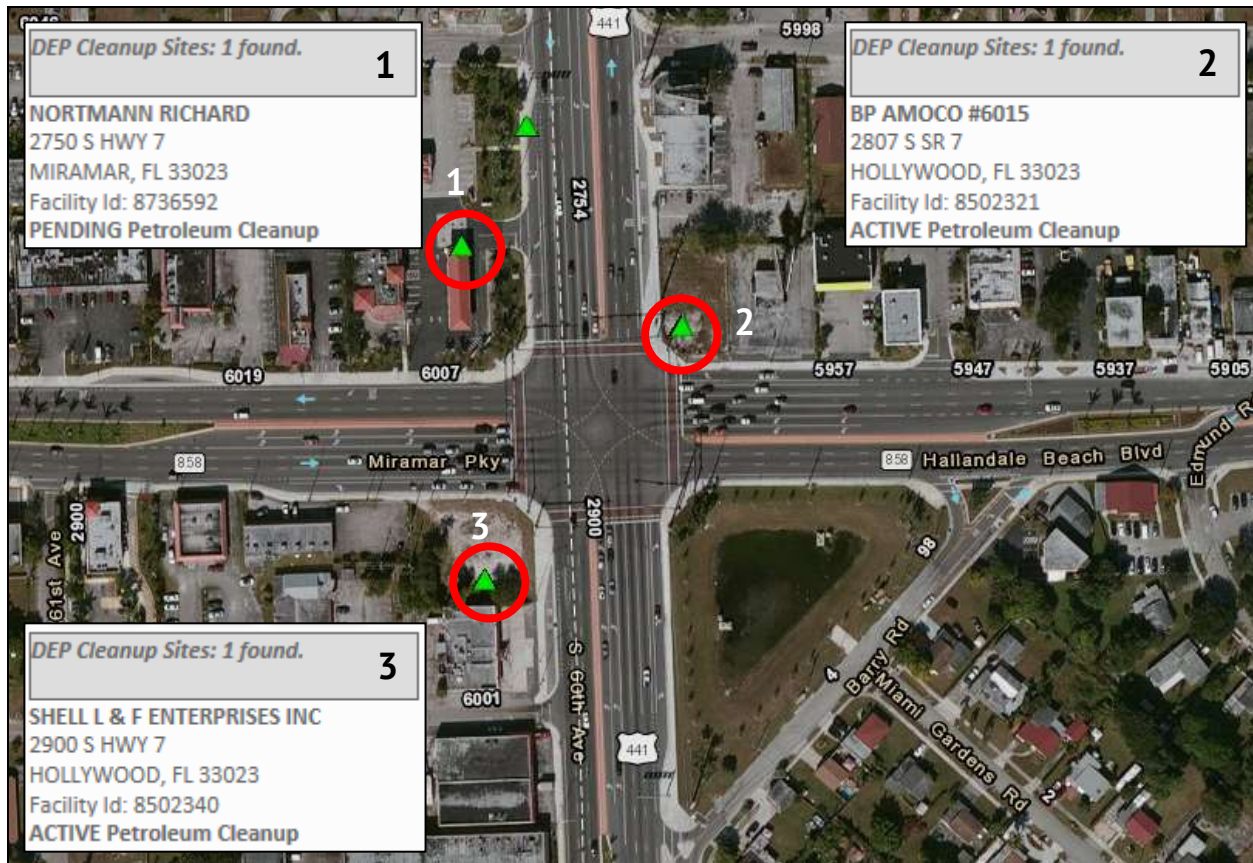 DEP Cleanup Sites: 1 found.
1
NORTMANN RICHARD
2750 S HWY 7
MIRAMAR, FL 33023
Facility Id: 8736592
PENDING Petroleum Cleanup
441
5998
DEP Cleanup Sites: 1 found.
2
BP AMOCO #6015
2807 S SR 7
HOLLYWOOD, FL 33023
Facility Id: 8502321
ACTIVE Petroleum Cleanup
1
2754
2
6019
6007
5957
5947
5937
5905
858
Miramar Pky
858
Hallandale Beach Blvd
Edmund R
2900
61st Ave
3
2900
98
Barry Rd
4
Miami Gardens Rd
2
S 60th Ave
6001
441
DEP Cleanup Sites: 1 found.
3
SHELL L & F ENTERPRISES INC
2900 S HWY 7
HOLLYWOOD, FL 33023
Facility Id: 8502340
ACTIVE Petroleum Cleanup